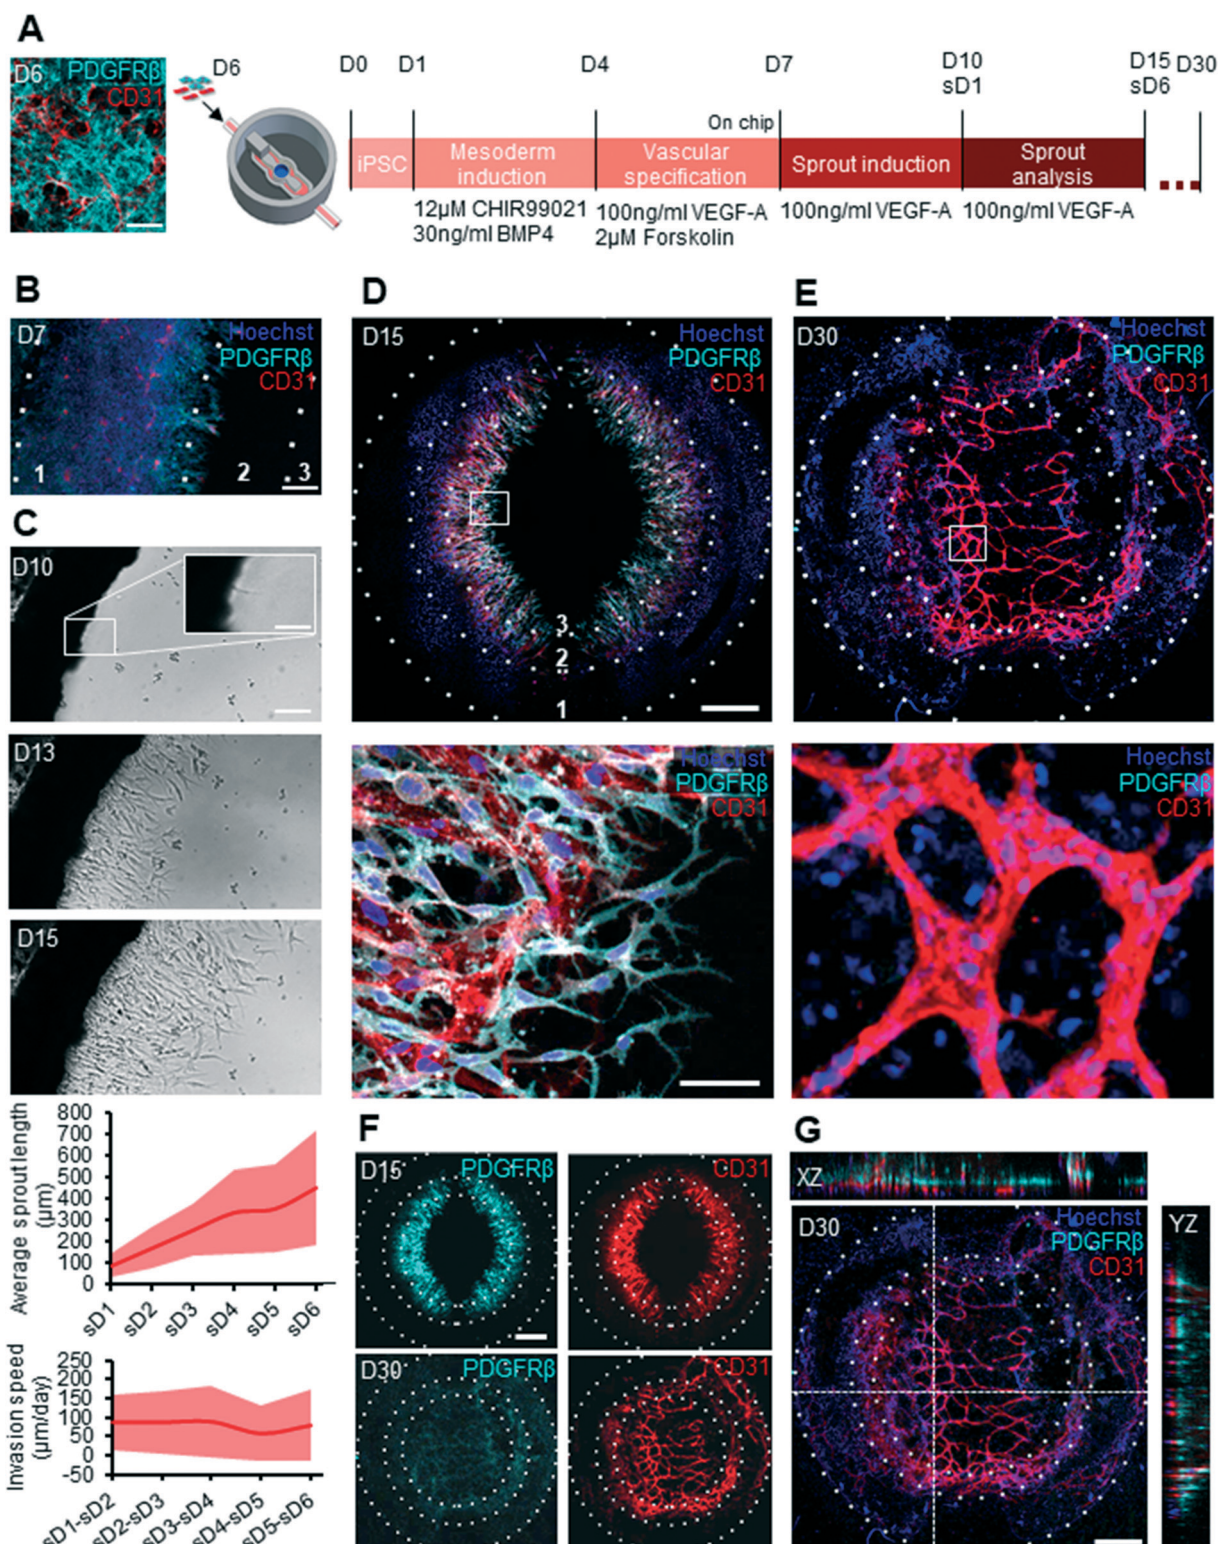 A
D6
PDGFRβ
CD31
D6
D0
D1
D4
D7
D10
sD1
D15
sD6
D30
On chip
iPSC
Mesoderm
induction
Vascular
specification
Sprout induction
Sprout
analysis
12µM CHIR99021
30ng/ml BMP4
100ng/ml VEGF-A
2µM Forskolin
100ng/ml VEGF-A
100ng/ml VEGF-A
B
D7
Hoechst
PDGFRβ
CD31
1
2
3
C
D10
D13
D15
Average sprout length
(µm)
800
700
600
500
400
300
200
100
0
sD1
sD2
sD3
sD4
sD5
sD6
Invasion speed
(µm/day)
250
200
150
100
50
0
-50
sD1-sD2
sD2-sD3
sD3-sD4
sD4-sD5
sD5-sD6
D
D15
Hoechst
PDGFRβ
CD31
3
2
1
Hoechst
PDGFRβ
CD31
E
D30
Hoechst
PDGFRβ
CD31
Hoechst
PDGFRβ
CD31
F
D15
PDGFRβ
CD31
D30
PDGFRβ
CD31
G
XZ
D30
Hoechst
PDGFRβ
CD31
YZ